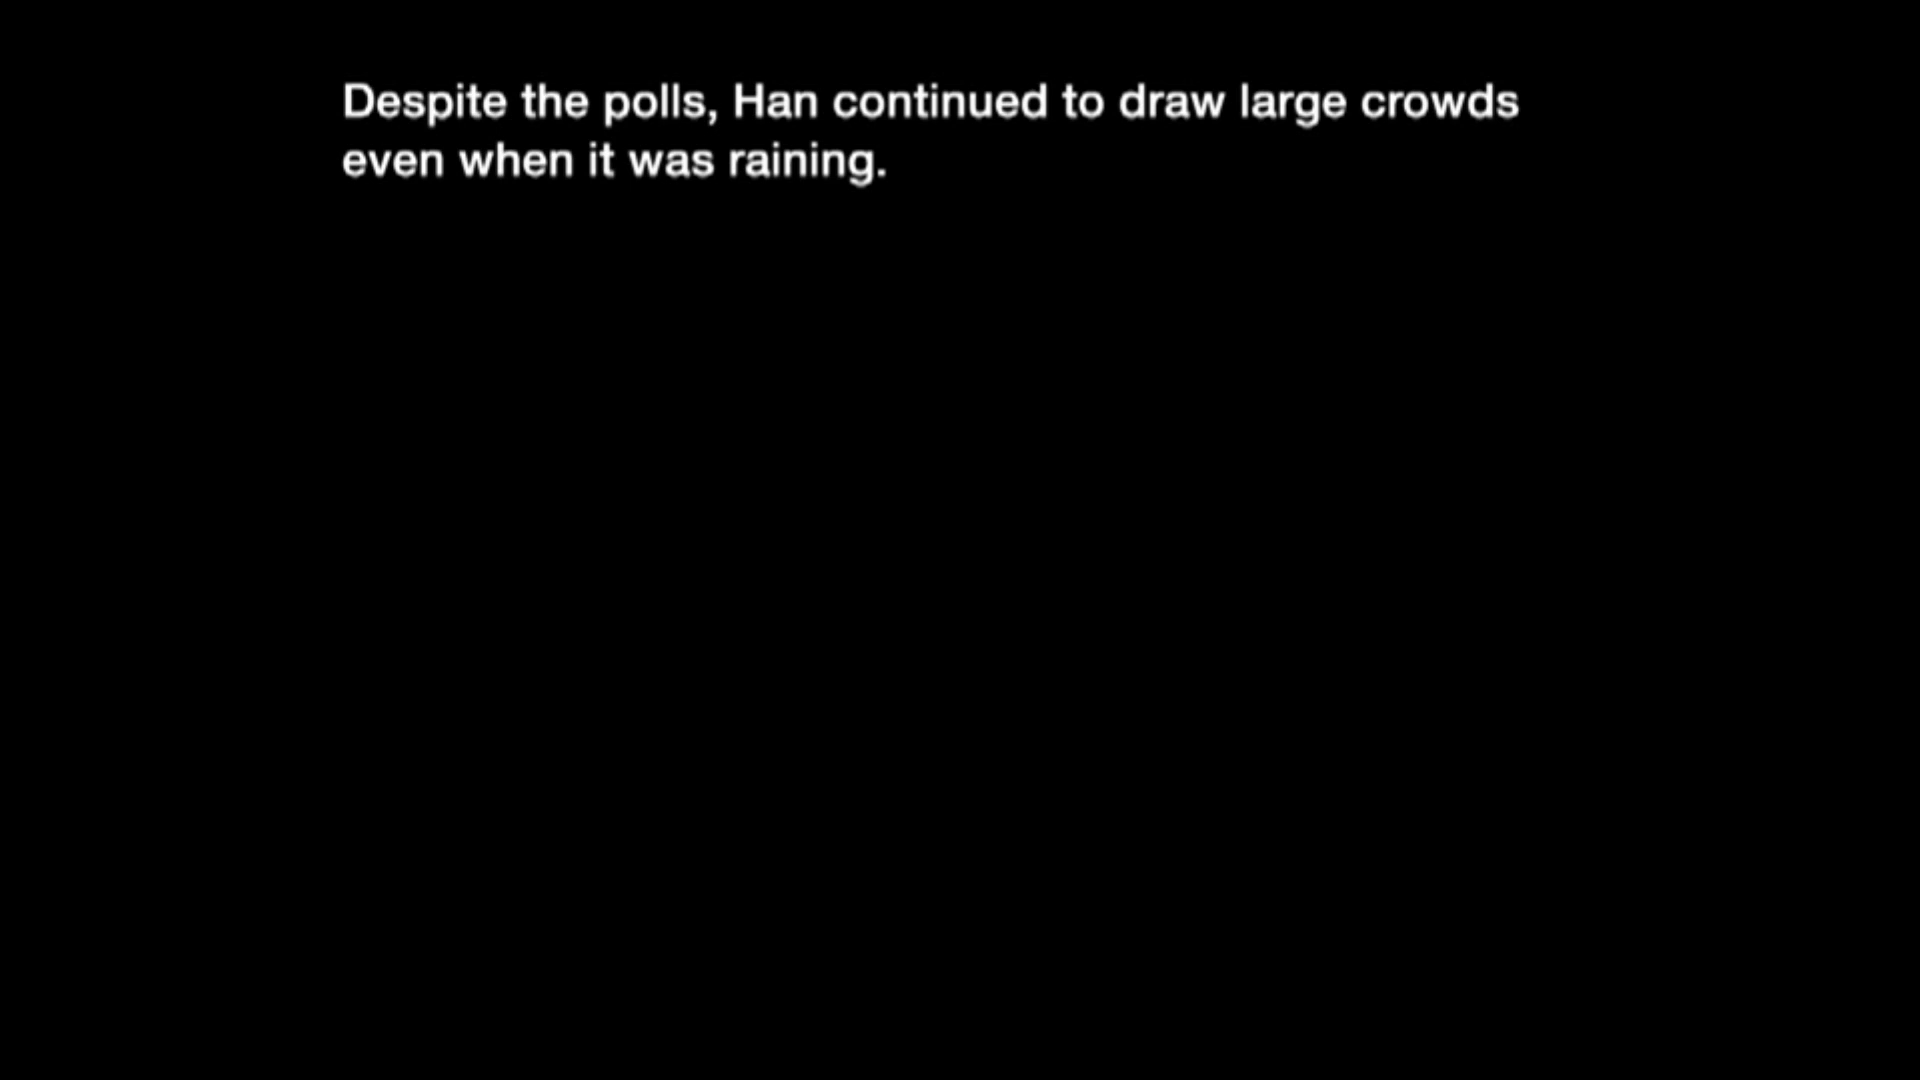 Despite the polls, Han continued to draw large crowds
even when it was raining.